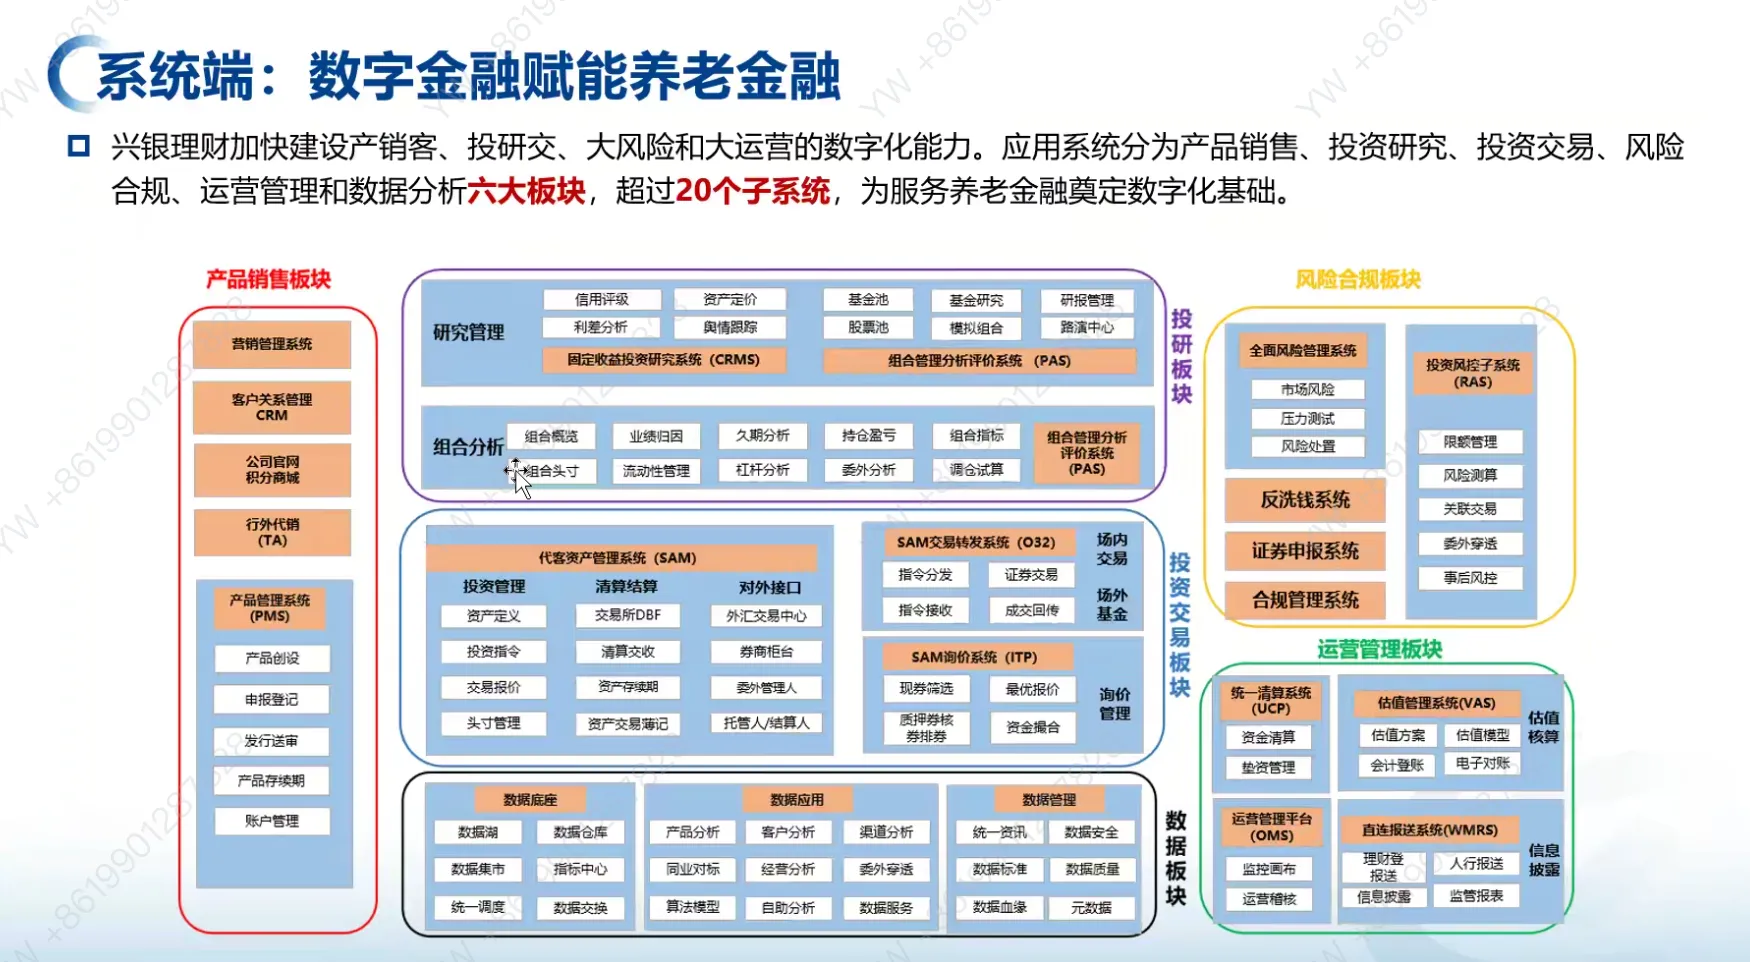 系统端：数字金融赋能养老金融
兴银理财加快建设产销客、投研交、大风险和大运营的数字化能力。应用系统分为产品销售、投资研究、投资交易、风险
合规、运营管理和数据分析六大板块，超过20个子系统，为服务养老金融奠定数字化基础。
产品销售板块
营销管理系统
客户关系管理
CRM
公司官网
积分商城
行外代销
(TA)
产品管理系统
(PMS)
产品创设
申报登记
发行送审
产品存续期
账户管理
投研板块
研究管理
信用评级
资产定价
利差分析
舆情跟踪
固定收益投资研究系统（CRMS）
基金池
基金研究
研报管理
股票池
模拟组合
路演中心
组合管理分析评价系统 （PAS）
组合分析
组合概览
业绩归因
久期分析
持仓盈亏
组合指标
组合头寸
流动性管理
杠杆分析
委外分析
调仓试算
组合管理分析
评价系统
(PAS)
投资交易板块
代客资产管理系统（SAM）
投资管理
清算结算
对外接口
资产定义
交易所DBF
外汇交易中心
投资指令
清算交收
券商柜台
交易报价
资产存续期
委外管理人
头寸管理
资产交易薄记
托管人/结算人
SAM交易转发系统（O32）
指令分发
证券交易
指令接收
成交回传
场内
交易
场外
基金
SAM询价系统（ITP）
现券筛选
最优报价
质押券核
券排券
资金撮合
询价
管理
数据板块
数据底座
数据湖
数据仓库
数据集市
指标中心
统一调度
数据交换
数据应用
产品分析
客户分析
渠道分析
同业对标
经营分析
委外穿透
算法模型
自助分析
数据服务
数据管理
统一资讯
数据安全
数据标准
数据质量
数据血缘
元数据
风险合规板块
全面风险管理系统
市场风险
压力测试
风险处置
反洗钱系统
证券申报系统
合规管理系统
投资风控子系统
(RAS)
限额管理
风险测算
关联交易
委外穿透
事后风控
运营管理板块
统一清算系统
(UCP)
资金清算
垫资管理
估值管理系统(VAS)
估值方案
估值模型
会计登账
电子对账
估值
核算
运营管理平台
(OMS)
监控画布
运营稽核
直连报送系统(WMRS)
理财登
报送
人行报送
信息披露
监管报表
信息
披露